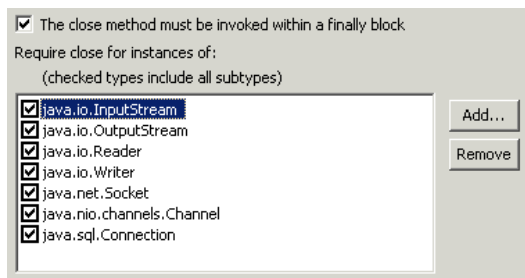 The close method must be invoked within a finally block
Require close for instances of:
(checked types include all subtypes)
java.io.InputStream
java.io.OutputStream
java.io.Reader
java.io.Writer
java.net.Socket
java.nio.channels.Channel
java.sql.Connection
Add...
Remove